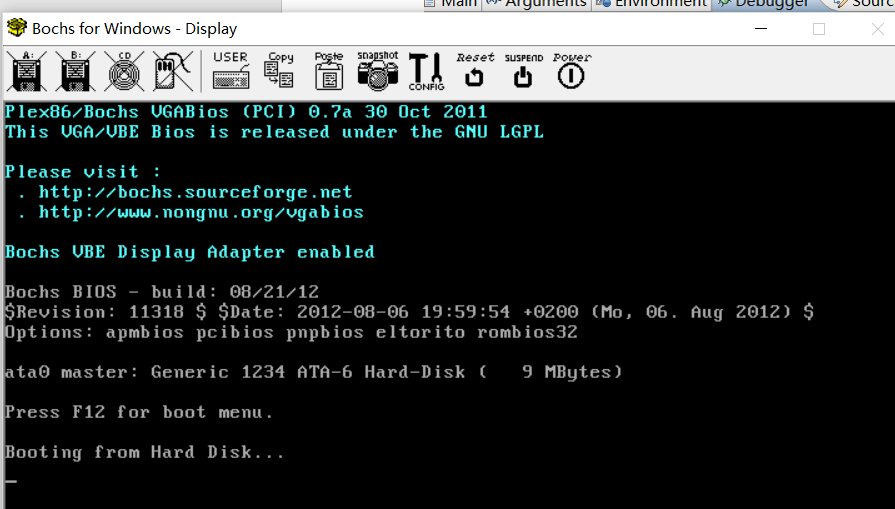 Main Arguments Environment Debugger Sourc
Bochs for Windows - Display
A: B: CD USER Copy Paste snapshot CONFIG Reset SUSPEND Power
Plex86/Bochs VGABios (PCI) 0.7a 30 Oct 2011
This VGA/VBE Bios is released under the GNU LGPL
Please visit :
. http://bochs.sourceforge.net
. http://www.nongnu.org/vgabios
Bochs VBE Display Adapter enabled
Bochs BIOS - build: 08/21/12
$Revision: 11318 $ $Date: 2012-08-06 19:59:54 +0200 (Mo, 06. Aug 2012) $
Options: apmbios pcibios pnpbios eltorito rombios32
ata0 master: Generic 1234 ATA-6 Hard-Disk (   9 MBytes)
Press F12 for boot menu.
Booting from Hard Disk...